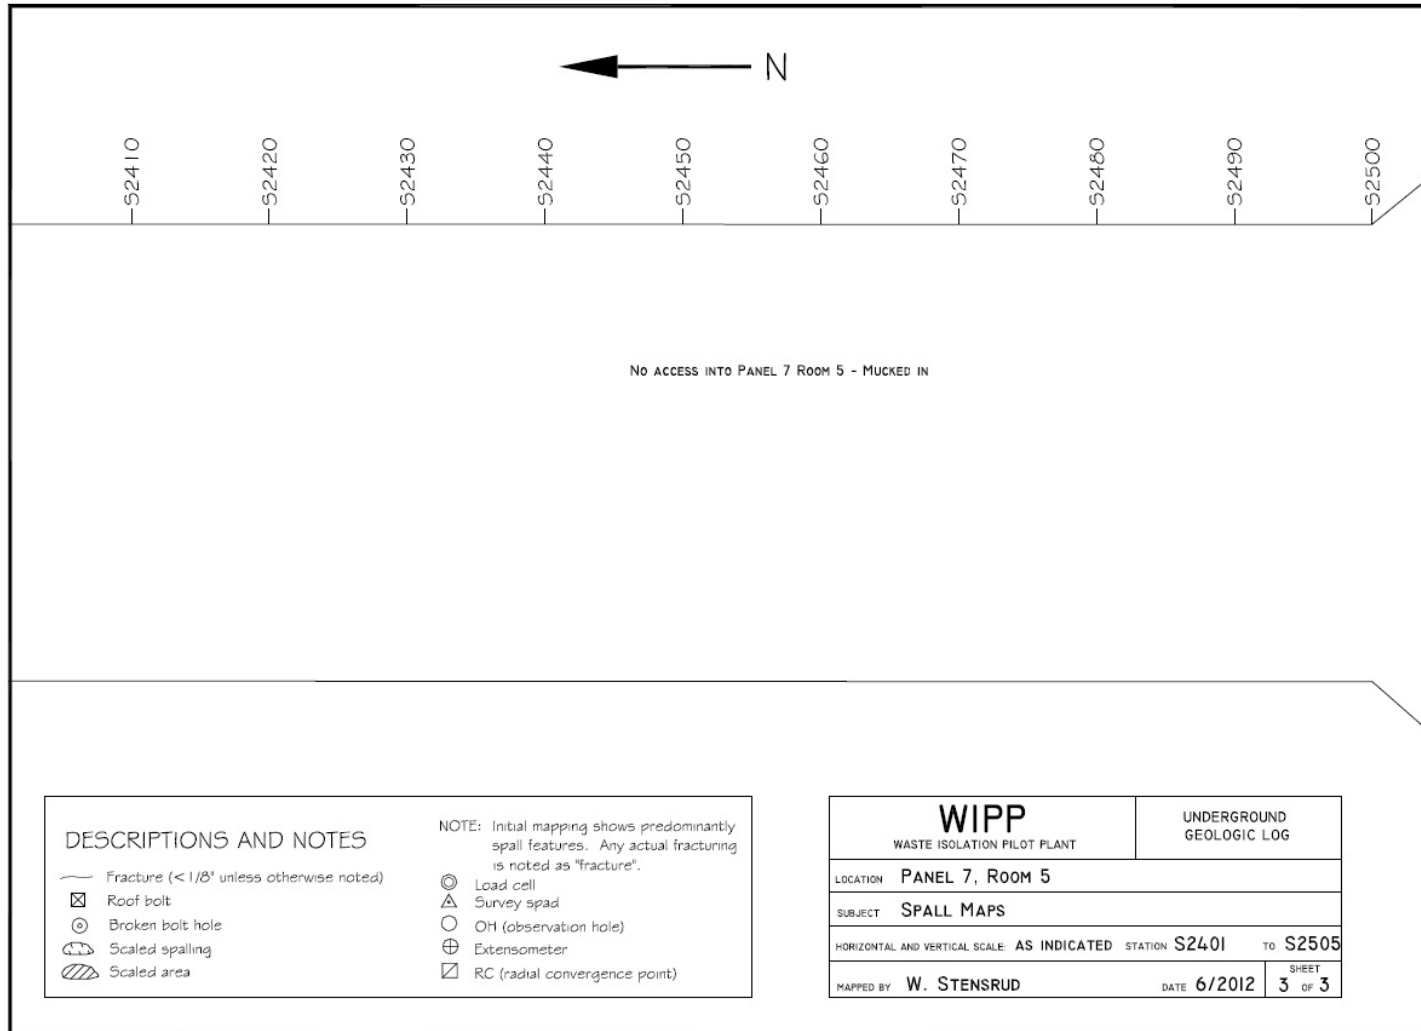 N
S2410
S2420
S2430
S2440
S2450
S2460
S2470
S2480
S2490
S2500
No access into Panel 7 Room 5 - Mucked in
DESCRIPTIONS AND NOTES
Fracture (<1/8" unless otherwise noted)
Roof bolt
Broken bolt hole
Scaled spalling
Scaled area
NOTE: Initial mapping shows predominantly
spall features. Any actual fracturing
is noted as "fracture".
Load cell
Survey spad
OH (observation hole)
Extensometer
RC (radial convergence point)
WIPP
WASTE ISOLATION PILOT PLANT
UNDERGROUND
GEOLOGIC LOG
LOCATION PANEL 7, ROOM 5
SUBJECT SPALL MAPS
HORIZONTAL AND VERTICAL SCALE: AS INDICATED STATION S2401 TO S2505
MAPPED BY W. STENSRUD DATE 6/2012
SHEET
3 OF 3